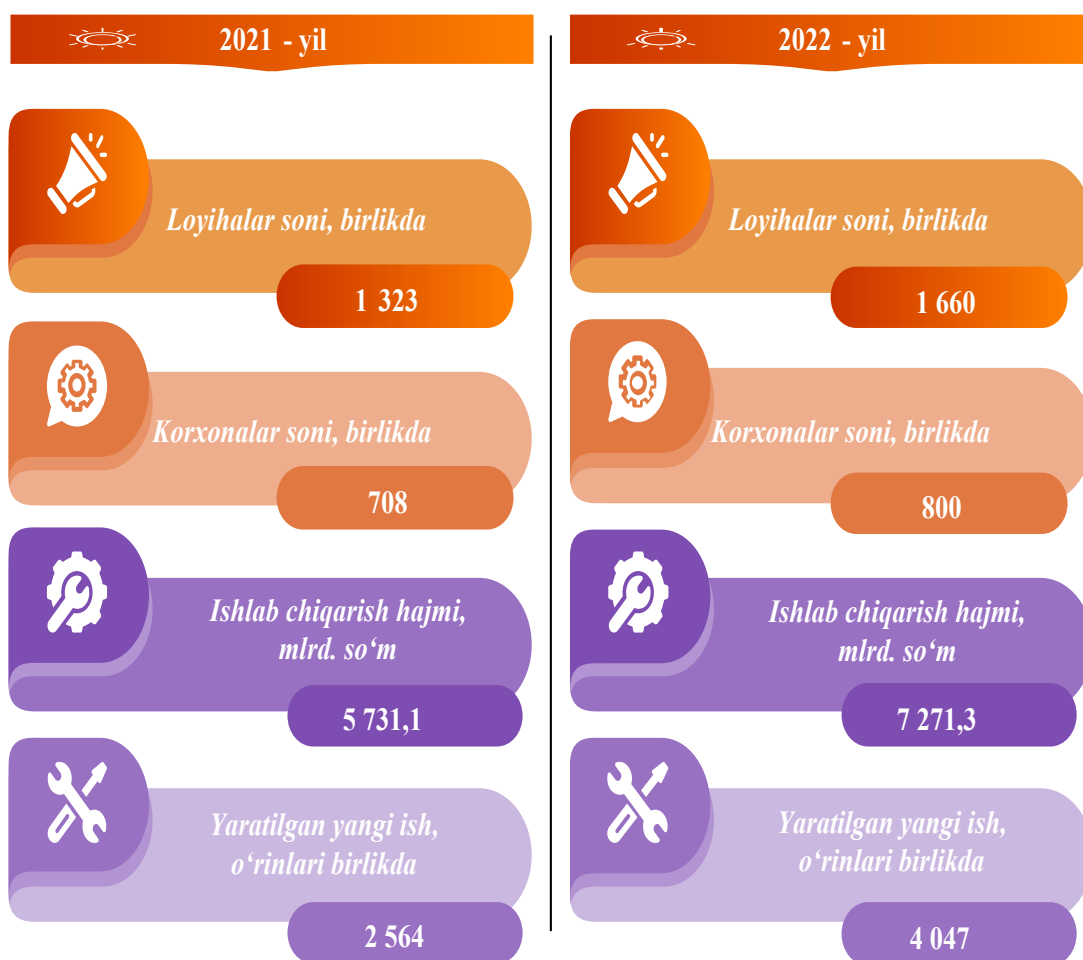 2021 - yil
Loyihalar soni, birlikda
1 323
Korxonalar soni, birlikda
708
Ishlab chiqarish hajmi,
mlrd. so‘m
5 731,1
Yaratilgan yangi ish,
o‘rinlari birlikda
2 564
2022 - yil
Loyihalar soni, birlikda
1 660
Korxonalar soni, birlikda
800
Ishlab chiqarish hajmi,
mlrd. so‘m
7 271,3
Yaratilgan yangi ish,
o‘rinlari birlikda
4 047